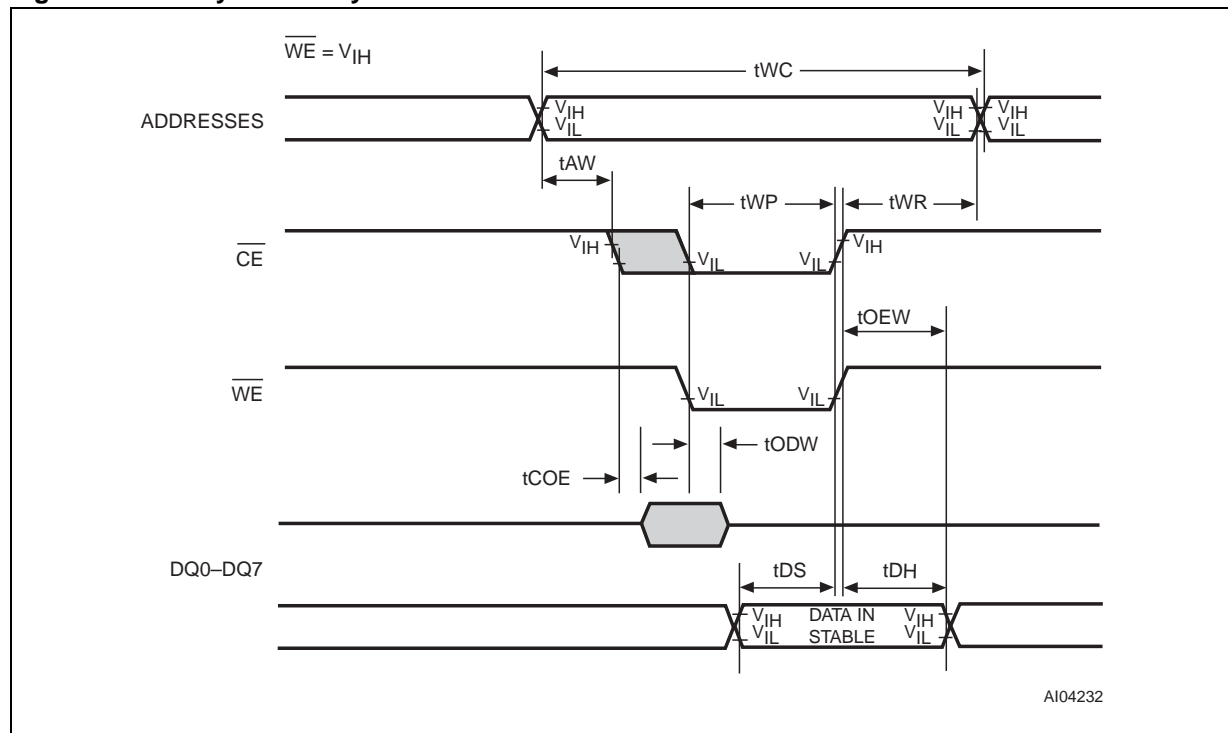 WE = VIH
tWC
ADDRESSES
VIH
VIL
VIH
VIL
VIH
VIL
tAW
tWP
tWR
CE
VIH
VIL
VIL
VIH
tOEW
WE
VIL
VIL
tODW
tCOE
DQ0–DQ7
tDS
tDH
VIH
VIL
DATA IN
STABLE
VIH
VIL
AI04232